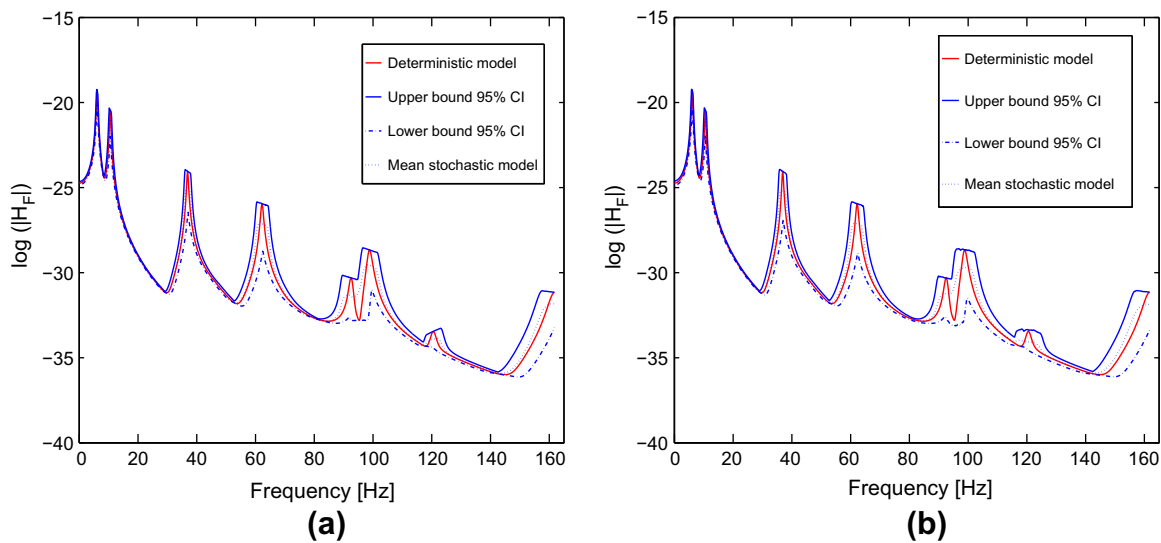 −15
−20
−25
−30
−35
−40
log (|H_F|)
Deterministic model
Upper bound 95% CI
Lower bound 95% CI
Mean stochastic model
0 20 40 60 80 100 120 140 160
Frequency [Hz]
(a)
−15
−20
−25
−30
−35
−40
log (|H_F|)
Deterministic model
Upper bound 95% CI
Lower bound 95% CI
Mean stochastic model
0 20 40 60 80 100 120 140 160
Frequency [Hz]
(b)